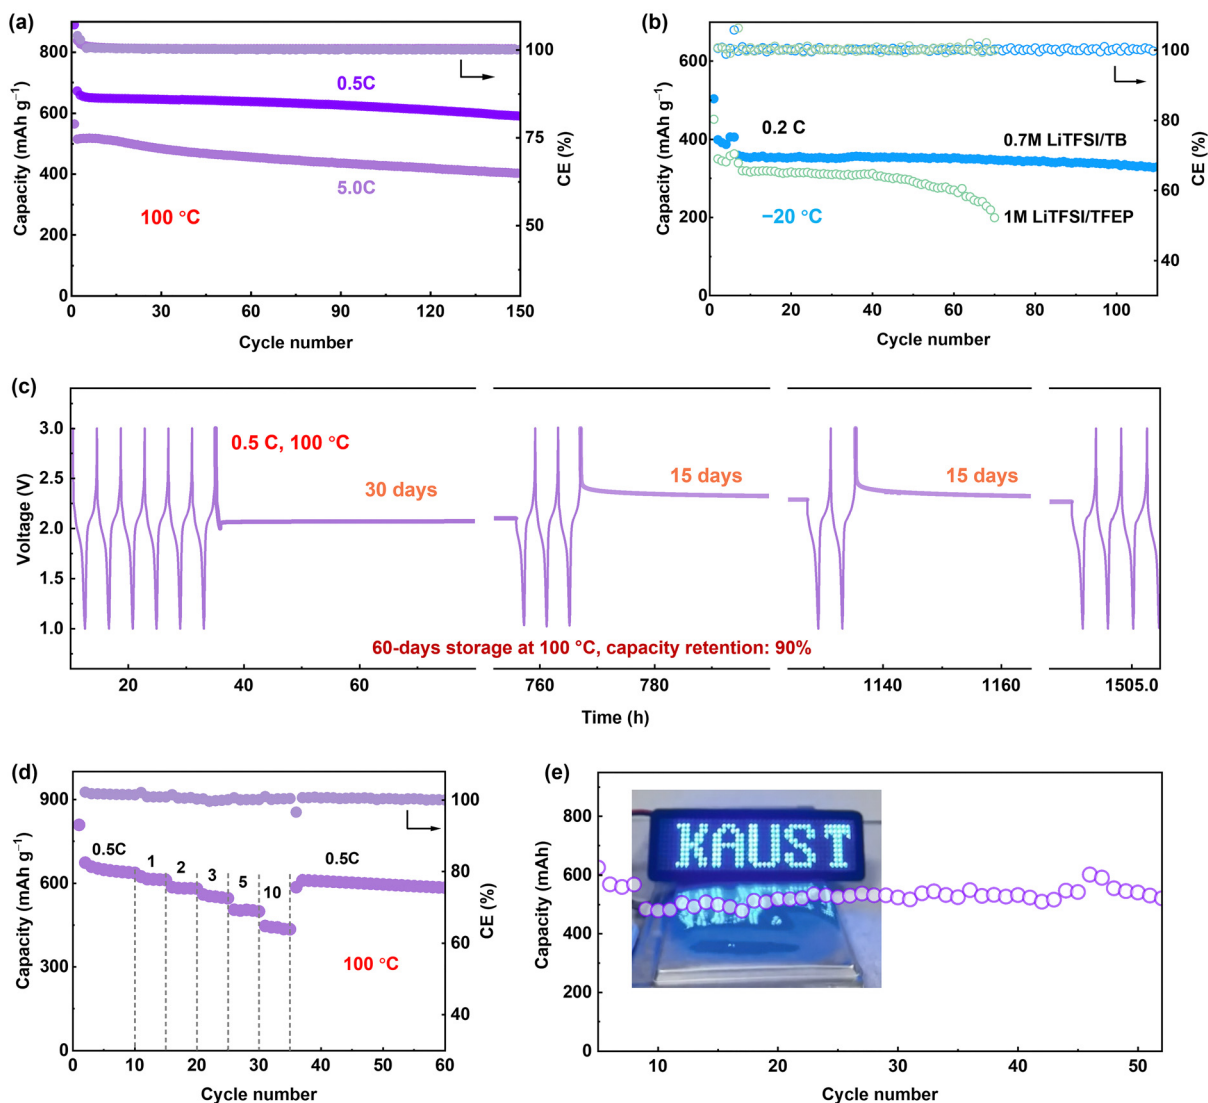 (a)
800
600
400
200
0
0
30
60
90
120
150
100
75
50
Capacity (mAh g⁻¹)
CE (%)
Cycle number
0.5C
5.0C
100 °C
(b)
600
400
300
200
0
0
20
40
60
80
100
100
80
60
40
Capacity (mAh g⁻¹)
CE (%)
Cycle number
0.2 C
0.7M LiTFSI/TB
−20 °C
1M LiTFSI/TFEP
(c)
3.0
2.5
2.0
1.5
1.0
Voltage (V)
0.5 C, 100 °C
30 days
15 days
15 days
60-days storage at 100 °C, capacity retention: 90%
20
40
60
760
780
1140
1160
1505.0
Time (h)
(d)
900
600
300
0
0
10
20
30
40
50
60
100
80
60
40
Capacity (mAh g⁻¹)
CE (%)
Cycle number
0.5C
1
2
3
5
10
0.5C
100 °C
(e)
800
600
400
200
0
10
20
30
40
50
Capacity (mAh)
Cycle number
KAUST